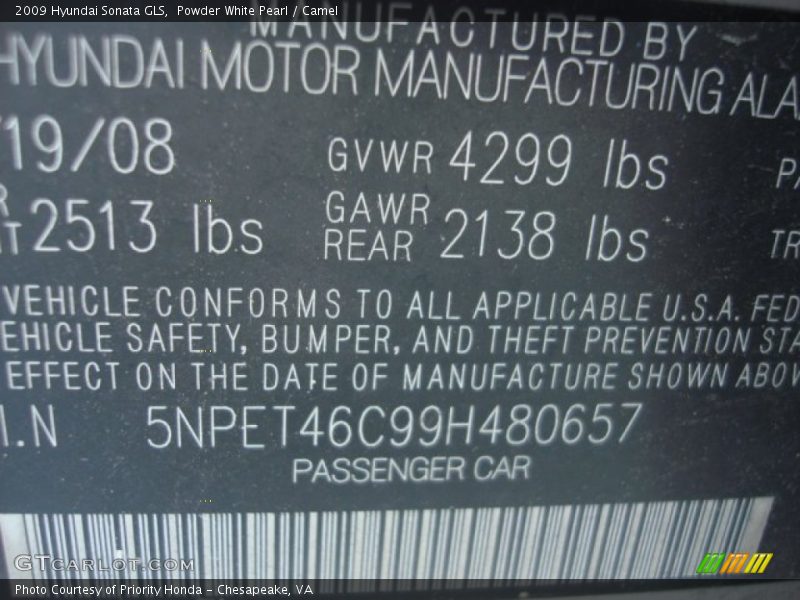 2009 Hyundai Sonata GLS, Powder White Pearl / Camel
MANUFACTURED BY
HYUNDAI MOTOR MANUFACTURING ALA
/19/08 GVWR 4299 lbs PA
R
T 2513 lbs GAWR REAR 2138 lbs TR
VEHICLE CONFORMS TO ALL APPLICABLE U.S.A. FED
EHICLE SAFETY, BUMPER, AND THEFT PREVENTION STA
EFFECT ON THE DATE OF MANUFACTURE SHOWN ABOV
I.N 5NPET46C99H480657
PASSENGER CAR
GTCARLOT.COM
Photo Courtesy of Priority Honda - Chesapeake, VA